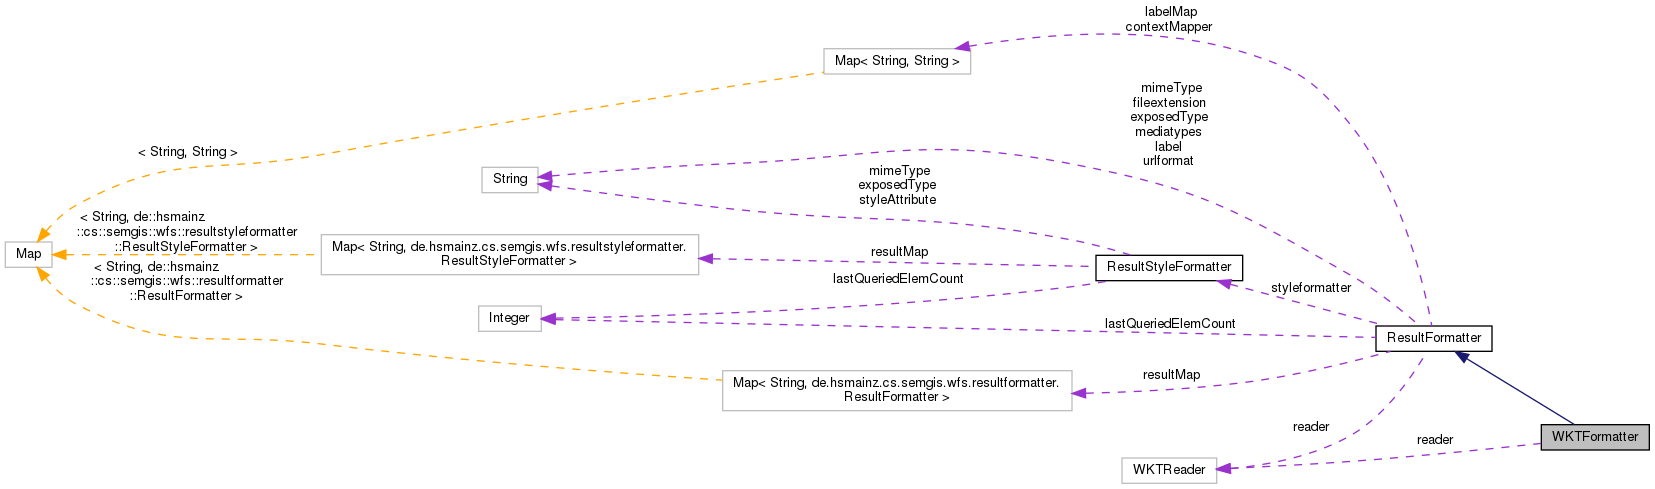 labelMap
contextMapper
Map< String, String >
mimeType
fileextension
exposedType
mediatypes
label
urlformat
< String, String >
String
mimeType
exposedType
styleAttribute
< String, de::hsmainz
::cs::semgis::wfs::resultstyleformatter
::ResultStyleFormatter >
Map
Map< String, de.hsmainz.cs.semgis.wfs.resultstyleformatter.
ResultStyleFormatter >
resultMap
ResultStyleFormatter
< String, de::hsmainz
::cs::semgis::wfs::resultformatter
::ResultFormatter >
lastQueriedElemCount
styleformatter
Integer
lastQueriedElemCount
ResultFormatter
resultMap
Map< String, de.hsmainz.cs.semgis.wfs.resultformatter.
ResultFormatter >
reader
reader
WKTFormatter
WKTReader